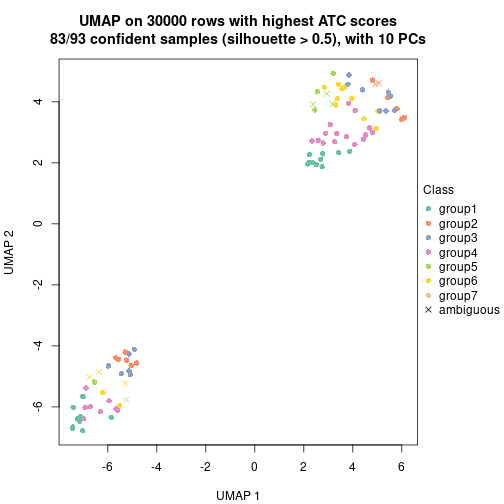 UMAP on 30000 rows with highest ATC scores
83/93 confident samples (silhouette > 0.5), with 10 PCs
4
2
0
-2
-4
-6
UMAP 2
-6
-4
-2
0
2
4
6
UMAP 1
Class
group1
group2
group3
group4
group5
group6
group7
ambiguous